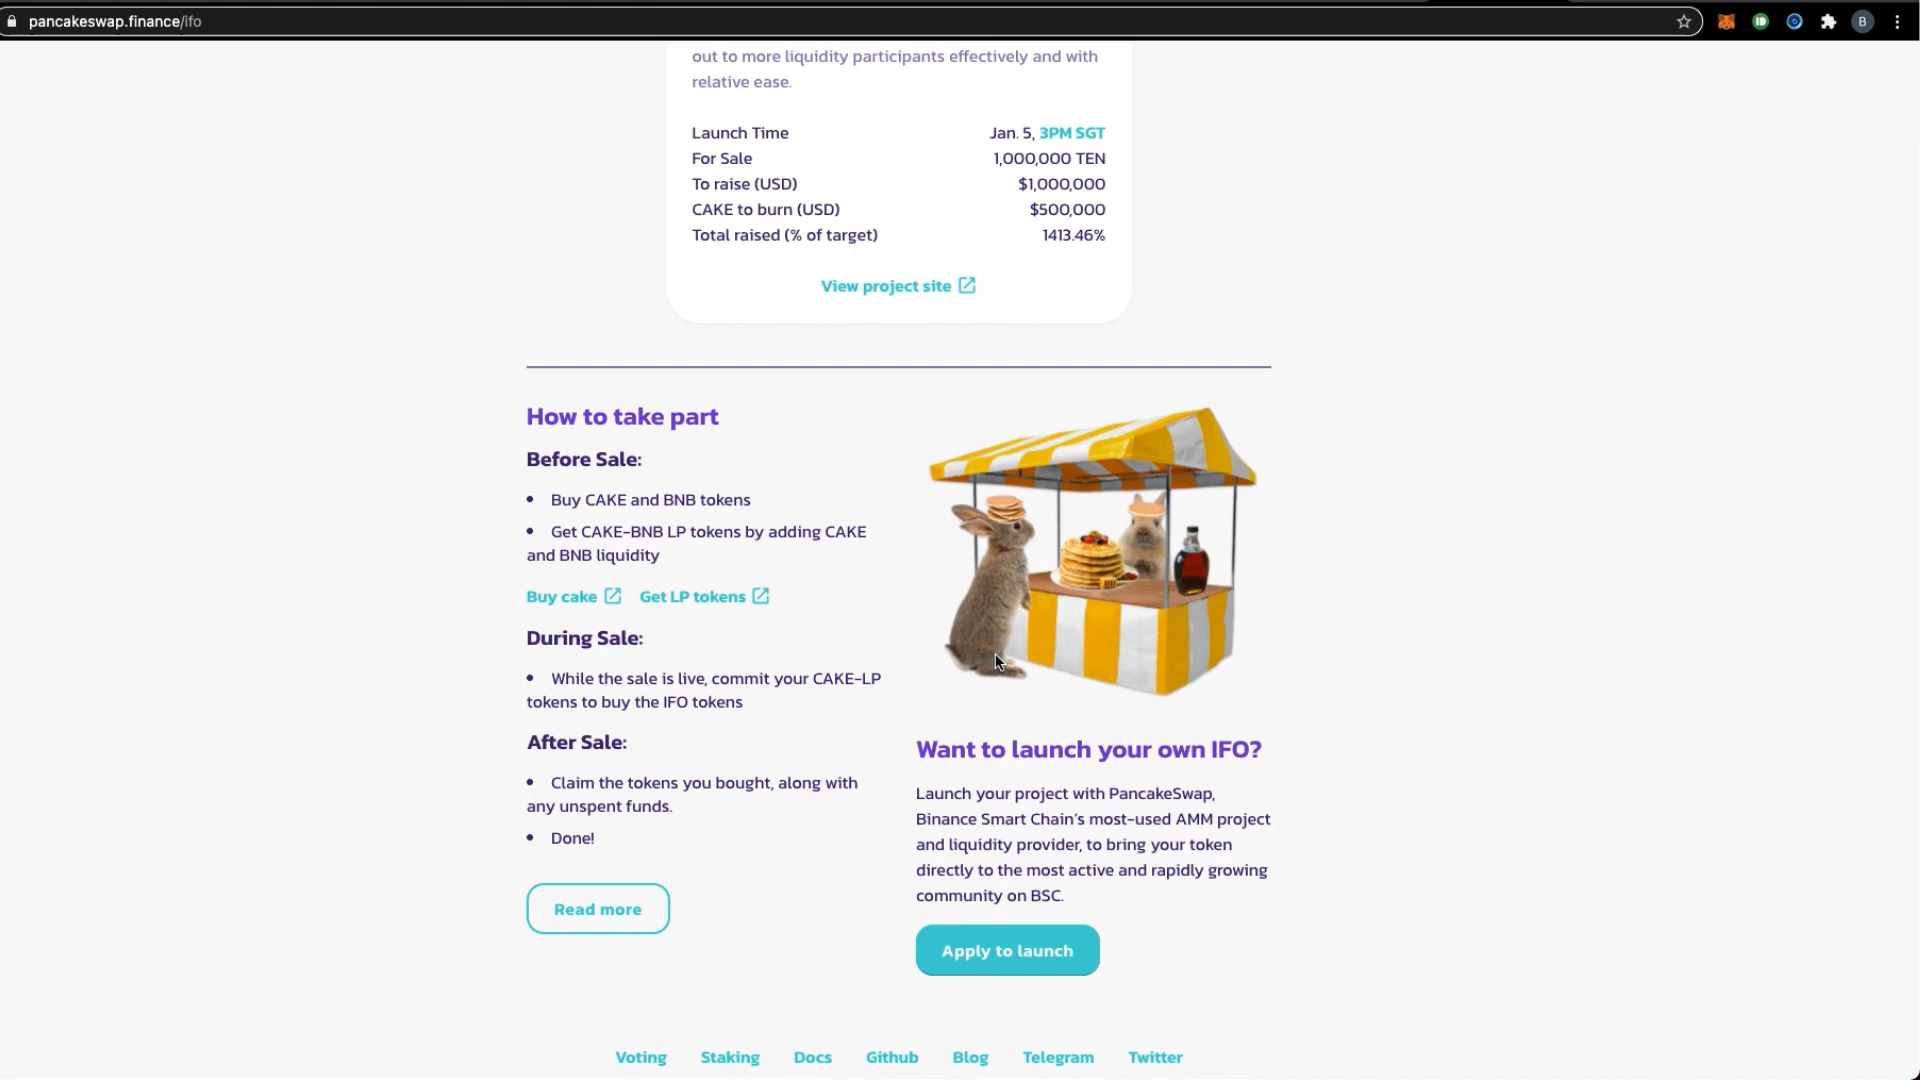 pancakeswap.finance/ifo
B
out to more liquidity participants effectively and with
relative ease.
Launch Time Jan. 5, 3PM SGT
For Sale 1,000,000 TEN
To raise (USD) $1,000,000
CAKE to burn (USD) $500,000
Total raised (% of target) 1413.46%
View project site
How to take part
Before Sale:
• Buy CAKE and BNB tokens
• Get CAKE-BNB LP tokens by adding CAKE
and BNB liquidity
Buy cake Get LP tokens
During Sale:
• While the sale is live, commit your CAKE-LP
tokens to buy the IFO tokens
After Sale:
• Claim the tokens you bought, along with
any unspent funds.
• Done!
Read more
Want to launch your own IFO?
Launch your project with PancakeSwap,
Binance Smart Chain's most-used AMM project
and liquidity provider, to bring your token
directly to the most active and rapidly growing
community on BSC.
Apply to launch
Voting Staking Docs Github Blog Telegram Twitter